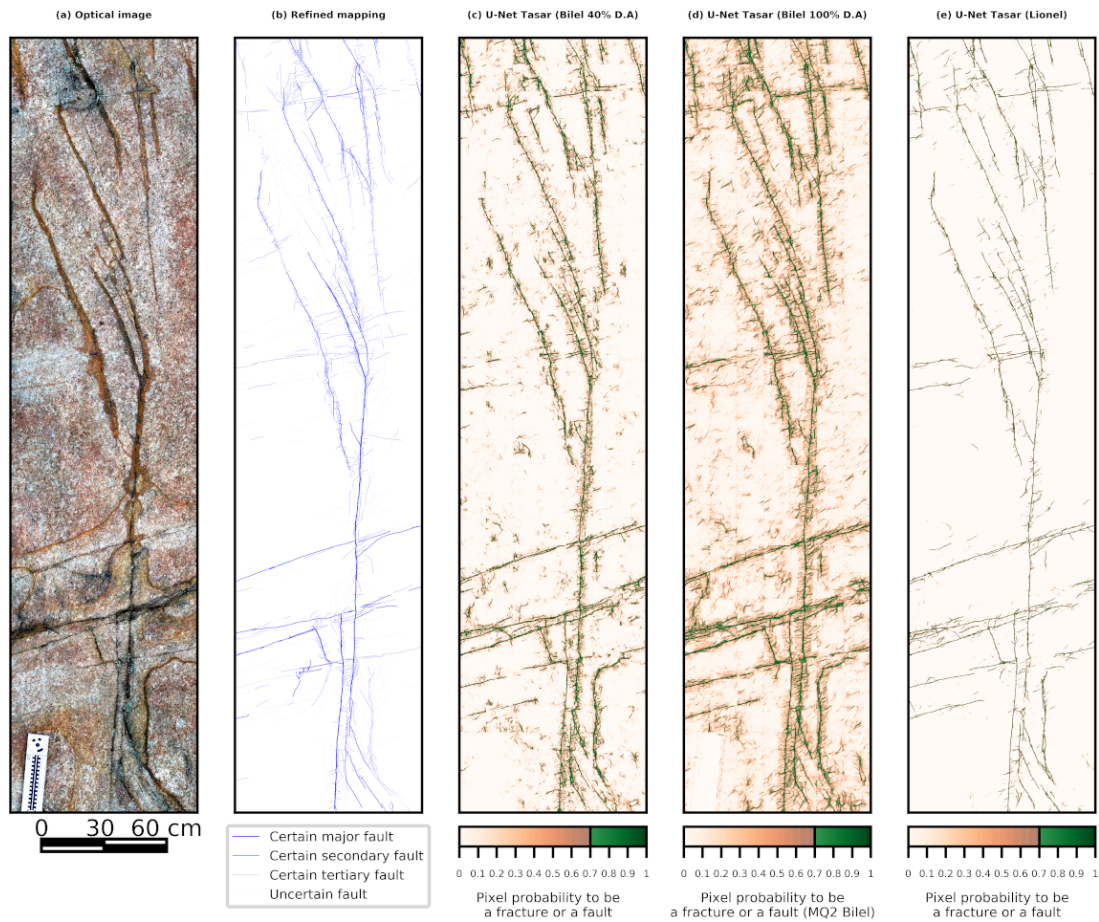 (a) Optical image
(b) Refined mapping
(c) U-Net Tasar (Bilel 40% D.A)
(d) U-Net Tasar (Bilel 100% D.A)
(e) U-Net Tasar (Lionel)
0 30 60 cm
Certain major fault
Certain secondary fault
Certain tertiary fault
Uncertain fault
0 0.1 0.2 0.3 0.4 0.5 0.6 0.7 0.8 0.9 1
Pixel probability to be
a fracture or a fault
0 0.1 0.2 0.3 0.4 0.5 0.6 0.7 0.8 0.9 1
Pixel probability to be
a fracture or a fault (MQ2 Bilel)
0 0.1 0.2 0.3 0.4 0.5 0.6 0.7 0.8 0.9 1
Pixel probability to be
a fracture or a fault